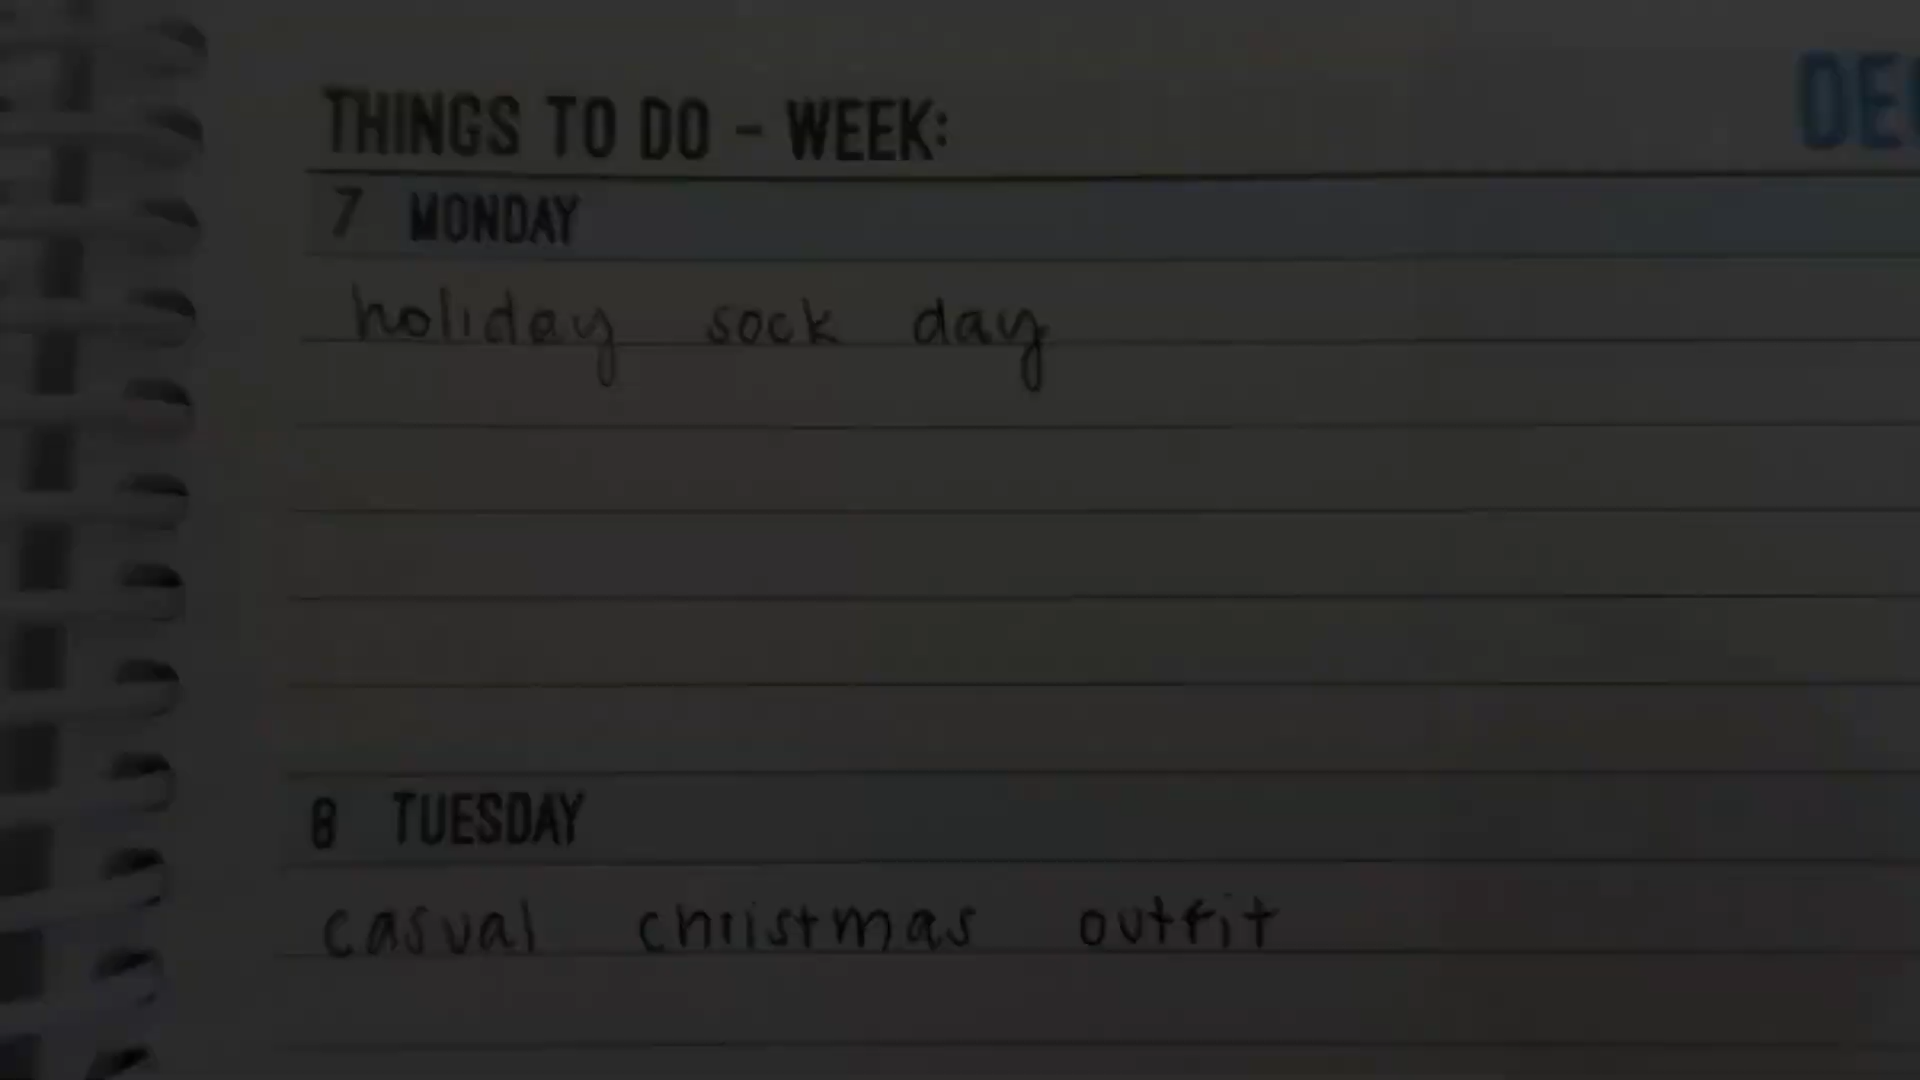 THINGS TO DO - WEEK:
7 MONDAY
holiday sock day
8 TUESDAY
casual christmas outfit